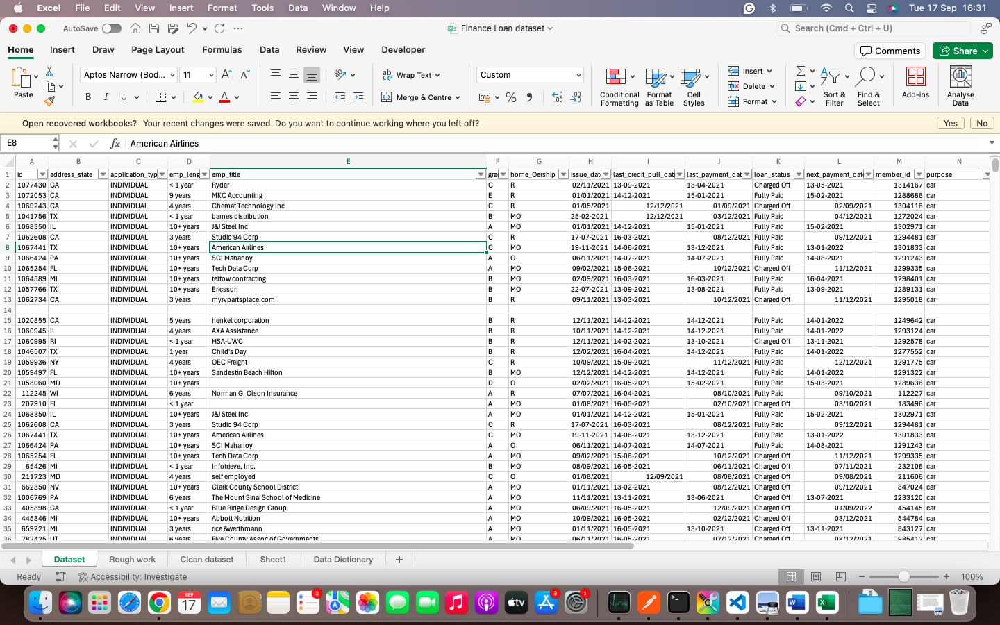 Excel File Edit View Insert Format Tools Data Window Help Tue 17 Sep 16:31
AutoSave Finance Loan dataset Search (Cmd + Ctrl + U)
Home Insert Draw Page Layout Formulas Data Review View Developer Comments Share
Paste Aptos Narrow (Bod... 11 Wrap Text Custom Conditional Formatting Format as Table Cell Styles Insert Sort & Filter Find & Select Add-ins Analyse Data
B I U A Merge & Centre % Delete
Format
Open recovered workbooks? Your recent changes were saved. Do you want to continue working where you left off? Yes No
E8 fx American Airlines
A B C D E F G H I J K L M N
1 id address_state application_typ emp_leng emp_title gra home_Oership issue_dat last_credit_pull_dat last_payment_dat loan_status next_payment_dat member_id purpose
2 1077430 GA INDIVIDUAL < 1 year Ryder C R 02/11/2021 13-09-2021 13-04-2021 Charged Off 13-05-2021 1314167 car
3 1072053 CA INDIVIDUAL 9 years MKC Accounting E R 01/01/2021 14-12-2021 15-01-2021 Fully Paid 15-02-2021 1288686 car
4 1069243 CA INDIVIDUAL 4 years Chemat Technology Inc C R 01/05/2021 12/12/2021 01/09/2021 Charged Off 02/09/2021 1304116 car
5 1041756 TX INDIVIDUAL < 1 year barnes distribution B MO 25-02-2021 12/12/2021 03/12/2021 Fully Paid 04/12/2021 1272024 car
6 1068350 IL INDIVIDUAL 10+ years J&J Steel Inc A MO 01/01/2021 14-12-2021 15-01-2021 Fully Paid 15-02-2021 1302971 car
7 1062608 CA INDIVIDUAL 3 years Studio 94 Corp C R 17-07-2021 16-03-2021 08/12/2021 Fully Paid 09/12/2021 1294481 car
8 1067441 TX INDIVIDUAL 10+ years American Airlines C MO 19-11-2021 14-06-2021 13-12-2021 Fully Paid 13-01-2022 1301833 car
9 1066424 PA INDIVIDUAL 10+ years SCI Mahanoy A O 06/11/2021 14-07-2021 14-07-2021 Fully Paid 14-08-2021 1291243 car
10 1065254 FL INDIVIDUAL 10+ years Tech Data Corp A MO 09/02/2021 15-06-2021 10/12/2021 Charged Off 11/12/2021 1299335 car
11 1064589 MI INDIVIDUAL 10+ years teltow contracting B MO 02/09/2021 16-03-2021 16-03-2021 Fully Paid 16-04-2021 1298401 car
12 1057766 TX INDIVIDUAL 10+ years Ericsson B MO 22-07-2021 13-09-2021 13-08-2021 Fully Paid 13-09-2021 1289131 car
13 1062734 CA INDIVIDUAL 3 years myrvpartsplace.com B R 09/11/2021 13-03-2021 10/12/2021 Charged Off 11/12/2021 1295018 car
14
15 1020855 CA INDIVIDUAL 5 years henkel corporation B R 12/11/2021 14-12-2021 14-12-2021 Fully Paid 14-01-2022 1249642 car
16 1060945 IL INDIVIDUAL 4 years AXA Assistance B R 10/11/2021 14-12-2021 14-12-2021 Fully Paid 14-01-2022 1293124 car
17 1060995 RI INDIVIDUAL < 1 year HSA-UWC B R 12/11/2021 14-02-2021 13-10-2021 Charged Off 13-11-2021 1292578 car
18 1046507 TX INDIVIDUAL 1 year Child's Day B R 12/02/2021 16-04-2021 14-12-2021 Fully Paid 14-01-2022 1277552 car
19 1059936 NY INDIVIDUAL 4 years OEC Freight C R 10/09/2021 15-09-2021 11/12/2021 Fully Paid 12/12/2021 1291775 car
20 1059497 FL INDIVIDUAL 10+ years Sandestin Beach Hilton B MO 12/12/2021 14-12-2021 14-12-2021 Fully Paid 14-01-2022 1291322 car
21 1058060 MD INDIVIDUAL 10+ years D O 02/02/2021 16-05-2021 15-02-2021 Fully Paid 15-03-2021 1289636 car
22 112245 WI INDIVIDUAL 6 years Norman G. Olson Insurance A R 07/07/2021 16-04-2021 08/10/2021 Fully Paid 09/10/2021 112227 car
23 207910 FL INDIVIDUAL < 1 year A MO 01/08/2021 16-05-2021 02/10/2021 Charged Off 03/10/2021 183496 car
24 1068350 IL INDIVIDUAL 10+ years J&J Steel Inc A MO 01/01/2021 14-12-2021 15-01-2021 Fully Paid 15-02-2021 1302971 car
25 1062608 CA INDIVIDUAL 3 years Studio 94 Corp C R 17-07-2021 16-03-2021 08/12/2021 Fully Paid 09/12/2021 1294481 car
26 1067441 TX INDIVIDUAL 10+ years American Airlines C MO 19-11-2021 14-06-2021 13-12-2021 Fully Paid 13-01-2022 1301833 car
27 1066424 PA INDIVIDUAL 10+ years SCI Mahanoy A O 06/11/2021 14-07-2021 14-07-2021 Fully Paid 14-08-2021 1291243 car
28 1065254 FL INDIVIDUAL 10+ years Tech Data Corp A MO 09/02/2021 15-06-2021 10/12/2021 Charged Off 11/12/2021 1299335 car
29 65426 MI INDIVIDUAL < 1 year Infotrieve, Inc. B MO 08/09/2021 16-05-2021 06/11/2021 Charged Off 07/11/2021 232106 car
30 211723 MD INDIVIDUAL 4 years self employed C O 01/08/2021 12/09/2021 08/08/2021 Charged Off 09/08/2021 211606 car
31 662350 NV INDIVIDUAL 10+ years Clark County School District A MO 01/11/2021 13-02-2021 08/12/2021 Charged Off 09/12/2021 847024 car
32 1006769 PA INDIVIDUAL 6 years The Mount Sinai School of Medicine A MO 11/11/2021 13-11-2021 13-06-2021 Charged Off 13-07-2021 1233120 car
33 405898 GA INDIVIDUAL < 1 year Blue Ridge Design Group A MO 06/09/2021 16-05-2021 12/09/2021 Charged Off 01/09/2022 454145 car
34 445846 MI INDIVIDUAL 10+ years Abbott Nutrition A MO 10/09/2021 16-05-2021 02/12/2021 Charged Off 03/12/2021 544784 car
35 659221 MI INDIVIDUAL 3 years rice &werthmann A MO 01/11/2021 16-05-2021 13-10-2021 Charged Off 13-11-2021 843127 car
36 782425 UT INDIVIDUAL 6 years Five County Assoc of Governments A MO 06/11/2021 16-05-2021 07/12/2021 Charged Off 08/12/2021 985412 car
Dataset Rough work Clean dataset Sheet1 Data Dictionary +
Ready Accessibility: Investigate 100%
SEP 17 2 tv 3 1